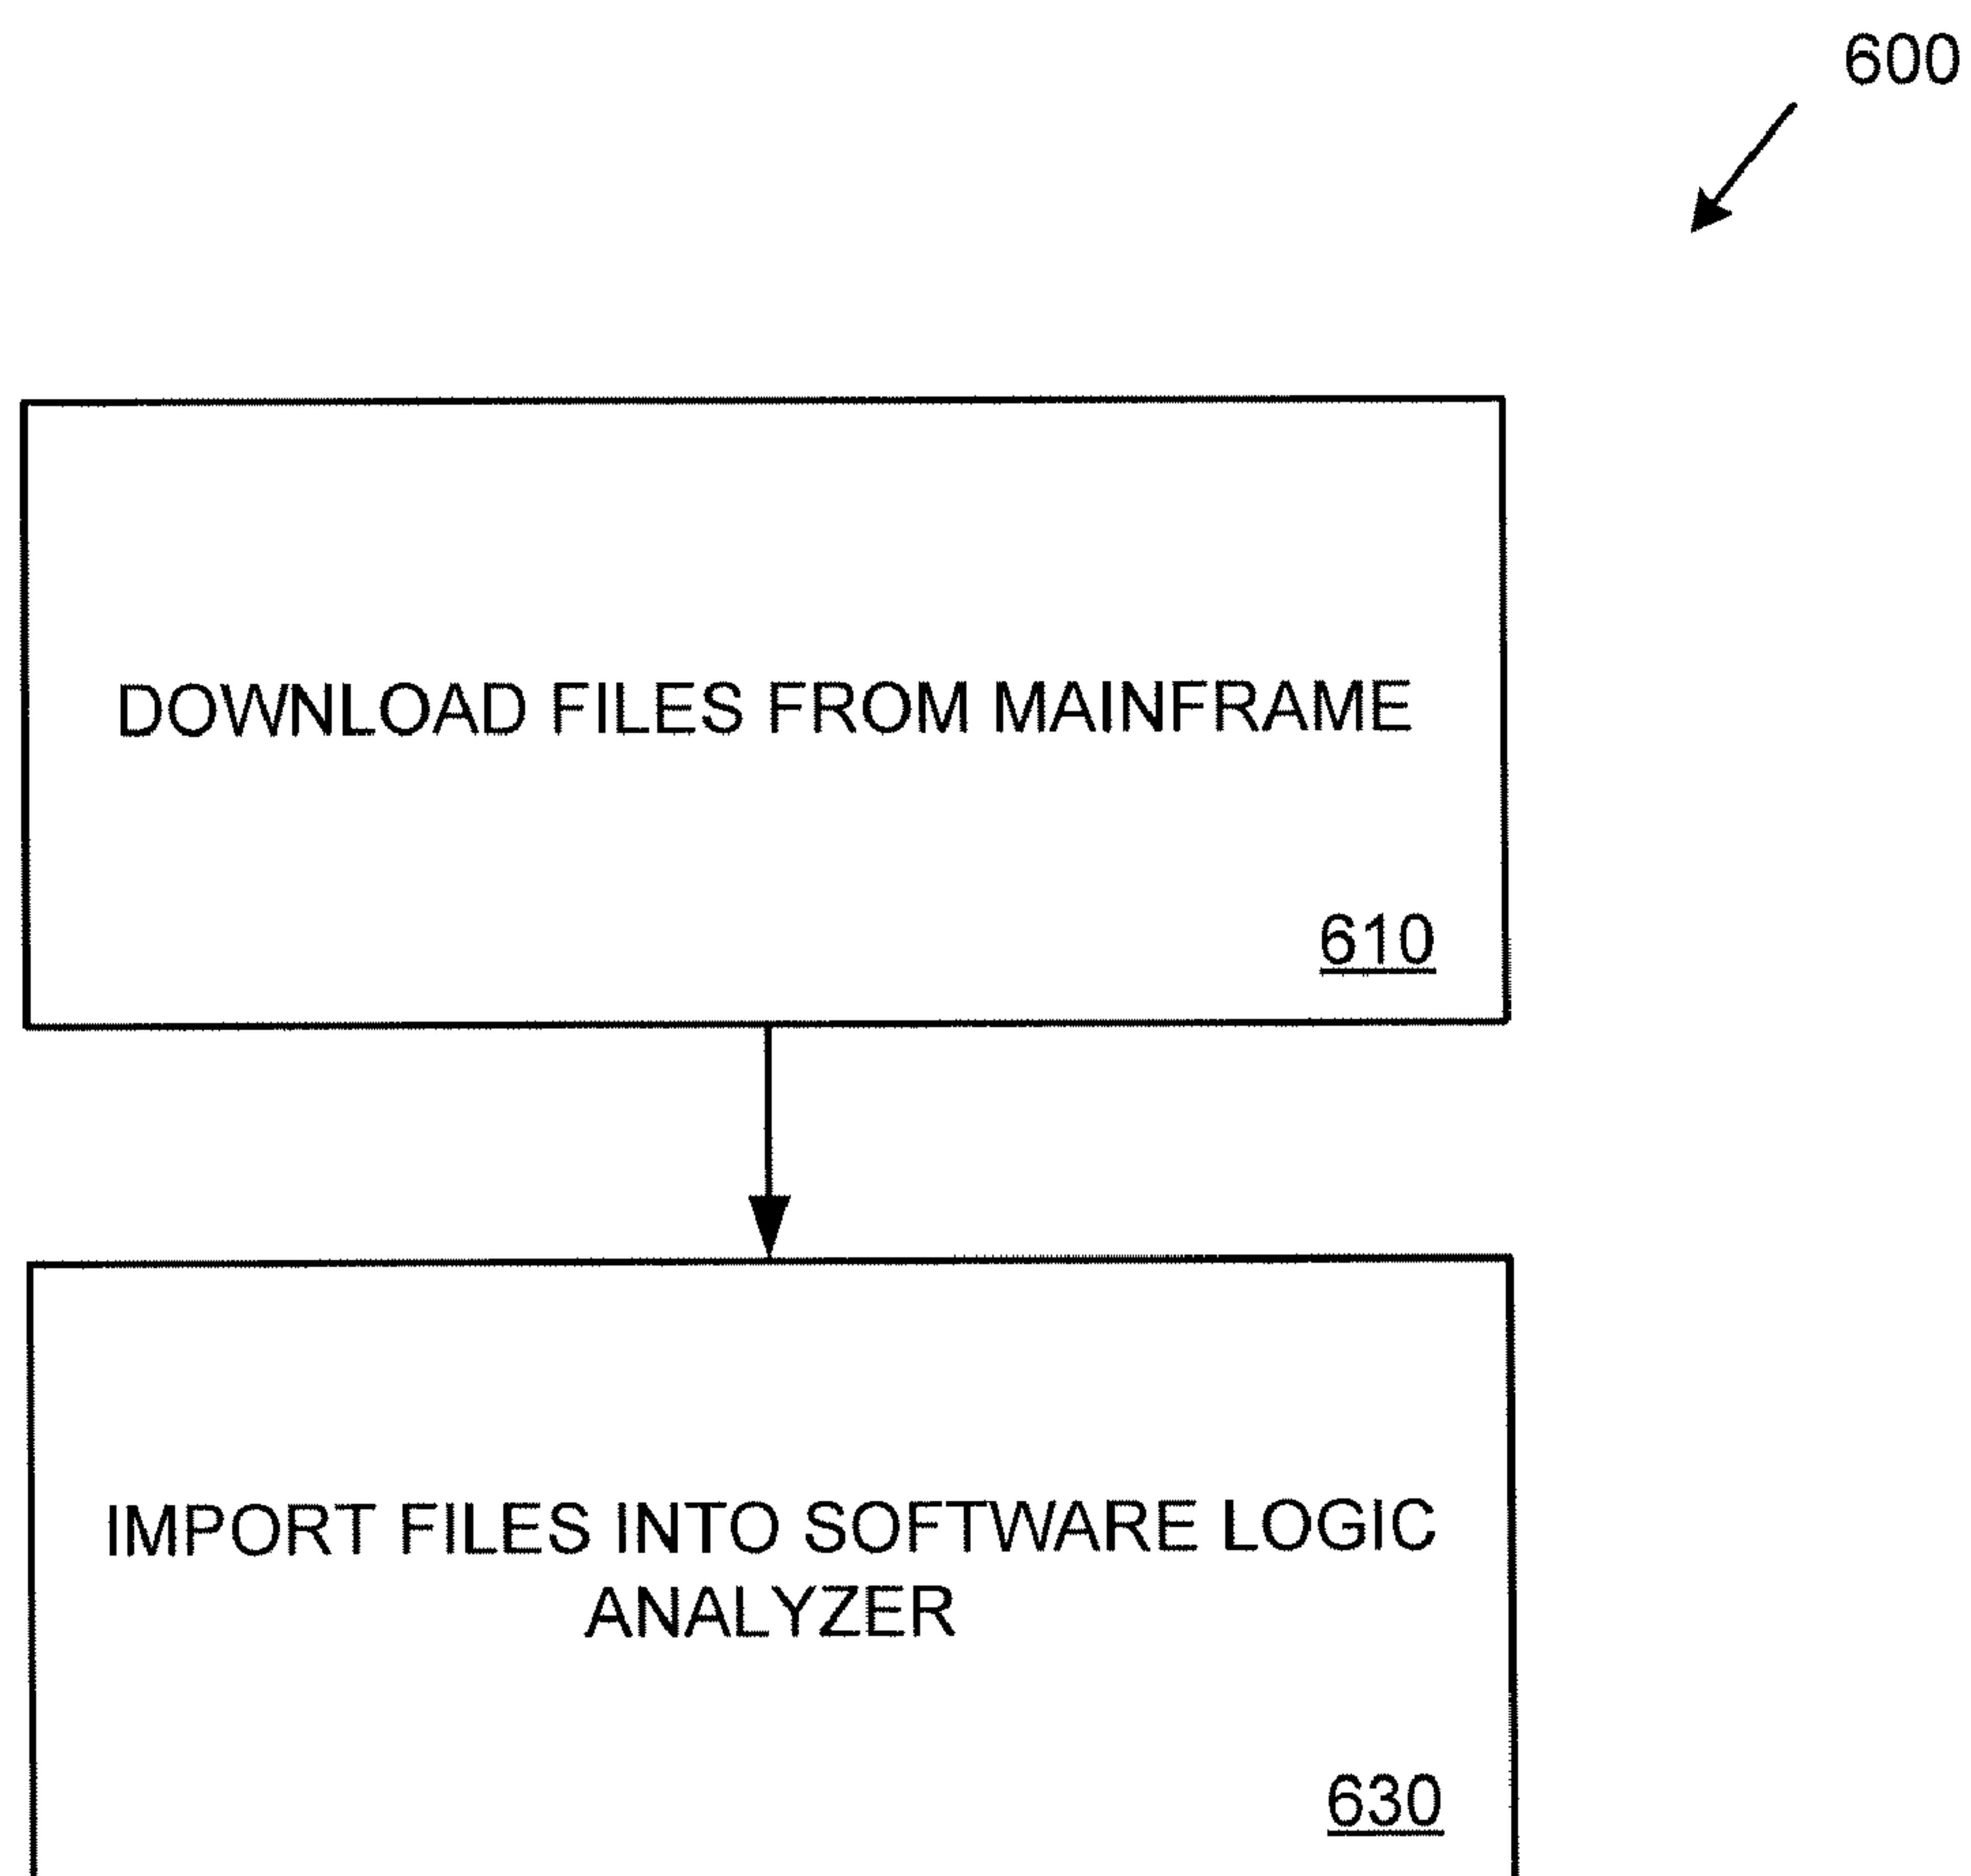 600
DOWNLOAD FILES FROM MAINFRAME
610
IMPORT FILES INTO SOFTWARE LOGIC
ANALYZER
630